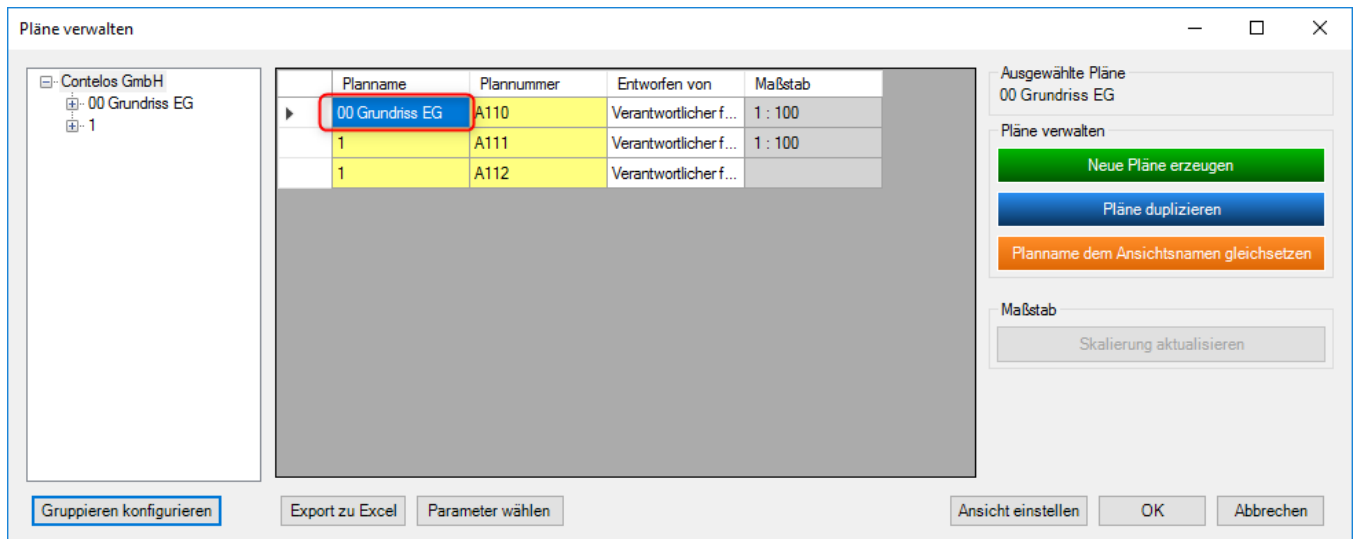 Pläne verwalten
Contelos GmbH
00 Grundriss EG
1
Planname Plannummer Entworfen von Maßstab
00 Grundriss EG A110 Verantwortlicher f... 1 : 100
1 A111 Verantwortlicher f... 1 : 100
1 A112 Verantwortlicher f...
Ausgewählte Pläne
00 Grundriss EG
Pläne verwalten
Neue Pläne erzeugen
Pläne duplizieren
Planname dem Ansichtsnamen gleichsetzen
Maßstab
Skalierung aktualisieren
Gruppieren konfigurieren Export zu Excel Parameter wählen Ansicht einstellen OK Abbrechen